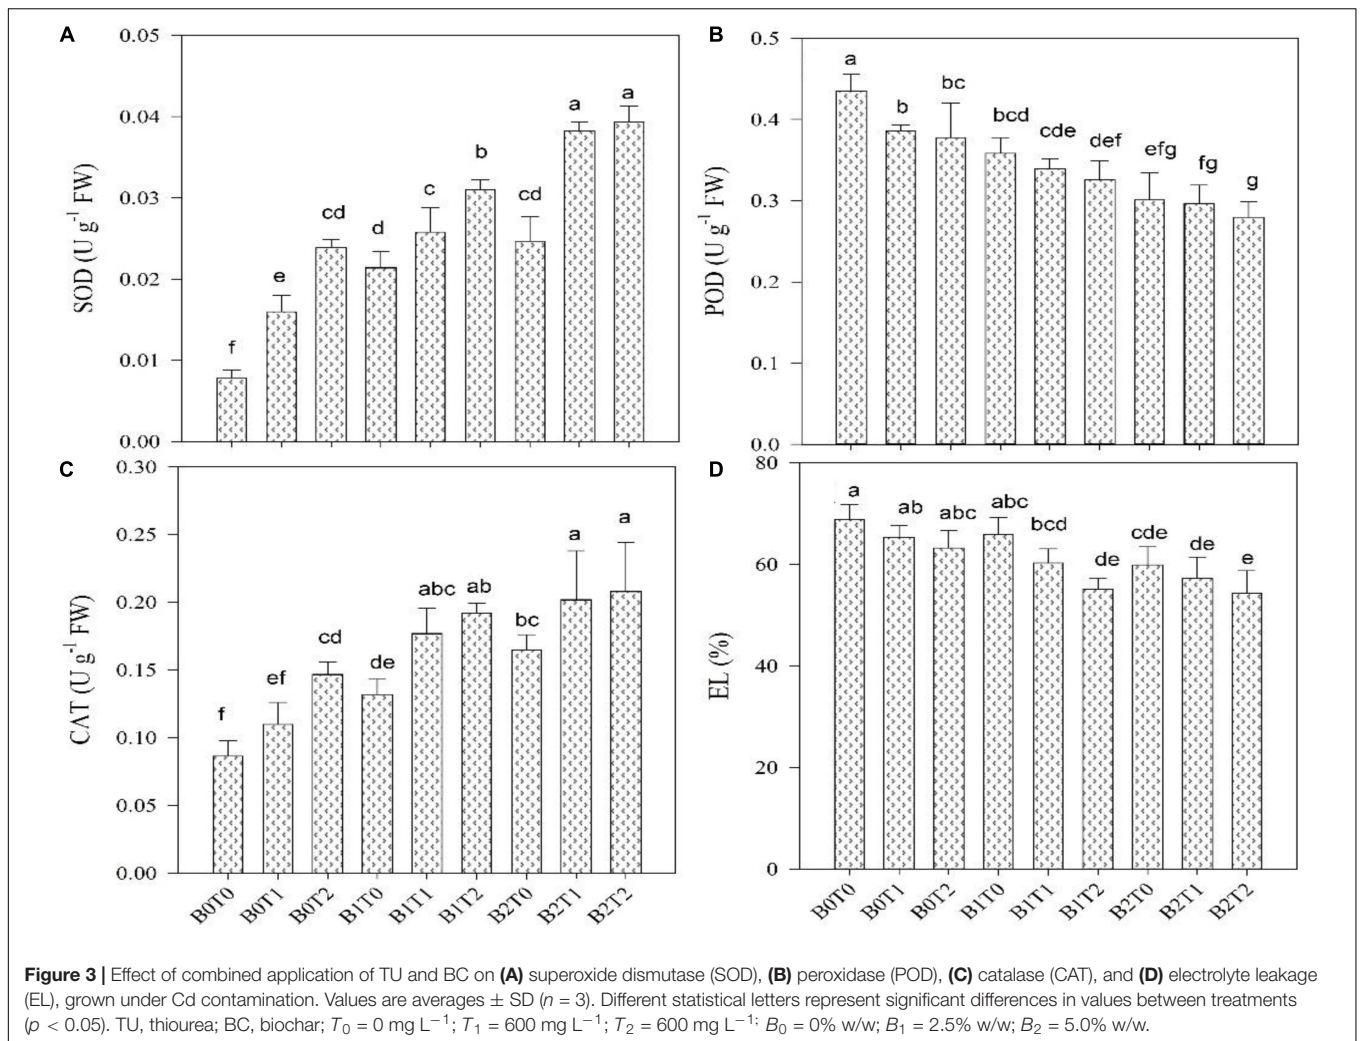 A
0.05
0.04
0.03
0.02
0.01
0.00
SOD (U g-1 FW)
f
e
cd
d
c
b
cd
a
a
B
0.5
0.4
0.3
0.2
0.1
0.0
POD (U g-1 FW)
a
b
bc
bcd
cde
def
efg
fg
g
C
0.30
0.25
0.20
0.15
0.10
0.05
0.00
CAT (U g-1 FW)
f
ef
cd
de
abc
ab
bc
a
a
B0T0
B0T1
B0T2
B1T0
B1T1
B1T2
B2T0
B2T1
B2T2
D
80
60
40
20
0
EL (%)
a
ab
abc
abc
bcd
de
cde
de
e
B0T0
B0T1
B0T2
B1T0
B1T1
B1T2
B2T0
B2T1
B2T2
Figure 3 | Effect of combined application of TU and BC on (A) superoxide dismutase (SOD), (B) peroxidase (POD), (C) catalase (CAT), and (D) electrolyte leakage
(EL), grown under Cd contamination. Values are averages ± SD (n = 3). Different statistical letters represent significant differences in values between treatments
(p < 0.05). TU, thiourea; BC, biochar; T0 = 0 mg L−1; T1 = 600 mg L−1; T2 = 600 mg L−1; B0 = 0% w/w; B1 = 2.5% w/w; B2 = 5.0% w/w.